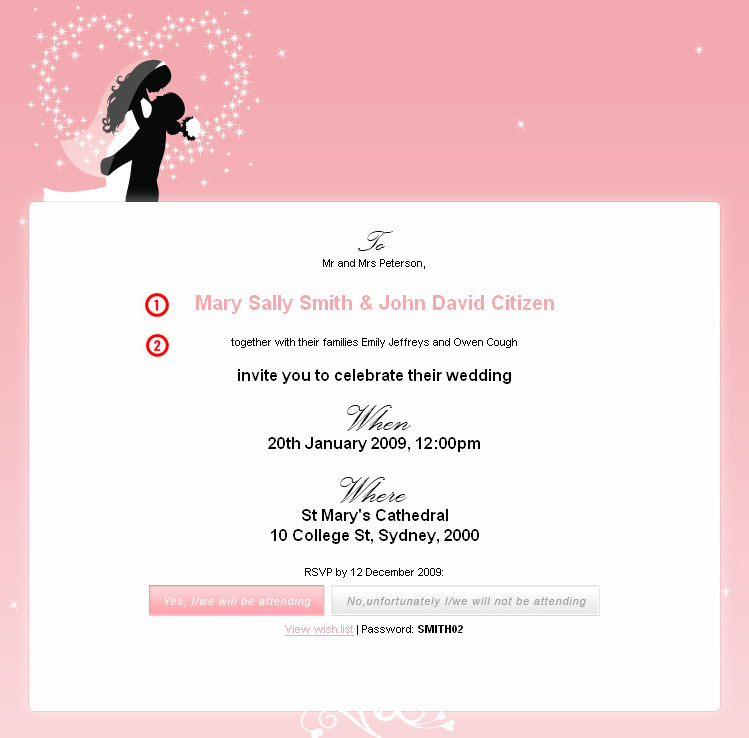 To
Mr and Mrs Peterson,
1 Mary Sally Smith & John David Citizen
2 together with their families Emily Jeffreys and Owen Cough
invite you to celebrate their wedding
When
20th January 2009, 12:00pm
Where
St Mary's Cathedral
10 College St, Sydney, 2000
RSVP by 12 December 2009:
Yes, I/we will be attending No,unfortunately I/we will not be attending
View wish list | Password: SMITH02